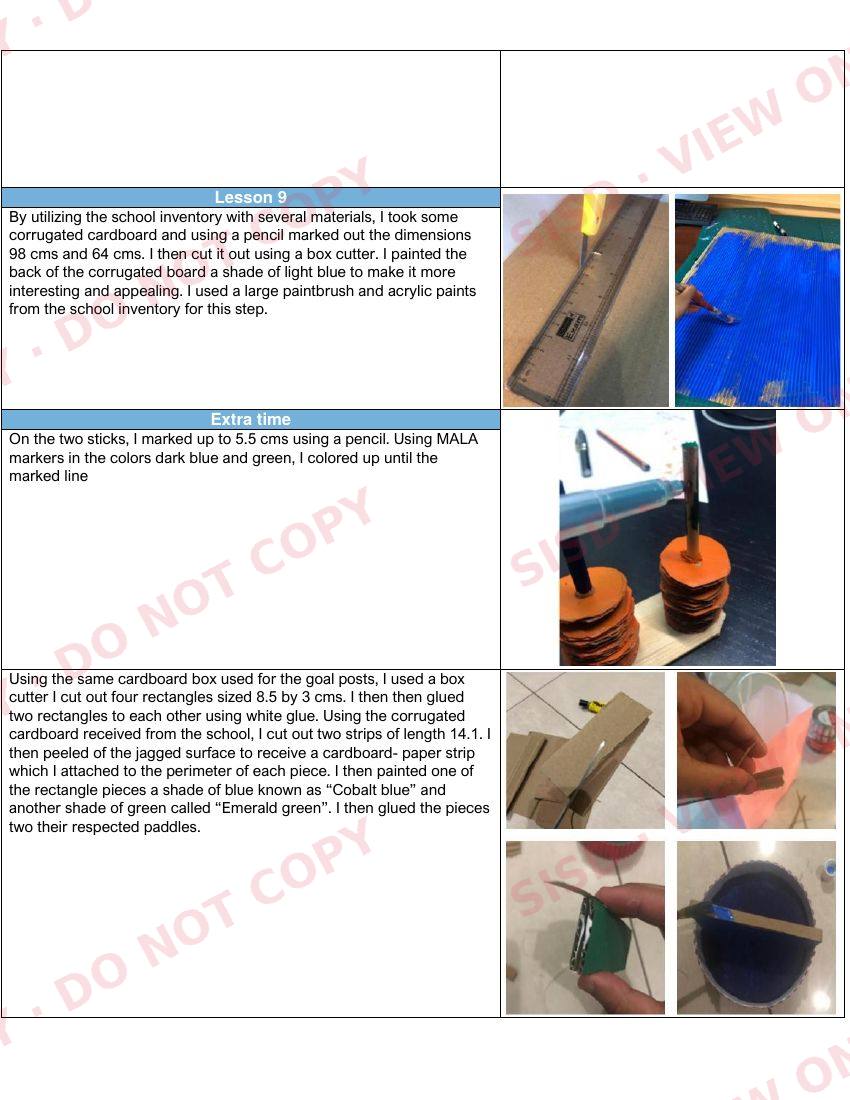 Lesson 9
By utilizing the school inventory with several materials, I took some
corrugated cardboard and using a pencil marked out the dimensions
98 cms and 64 cms. I then cut it out using a box cutter. I painted the
back of the corrugated board a shade of light blue to make it more
interesting and appealing. I used a large paintbrush and acrylic paints
from the school inventory for this step.
Extra time
On the two sticks, I marked up to 5.5 cms using a pencil. Using MALA
markers in the colors dark blue and green, I colored up until the
marked line
Using the same cardboard box used for the goal posts, I used a box
cutter I cut out four rectangles sized 8.5 by 3 cms. I then then glued
two rectangles to each other using white glue. Using the corrugated
cardboard received from the school, I cut out two strips of length 14.1. I
then peeled of the jagged surface to receive a cardboard- paper strip
which I attached to the perimeter of each piece. I then painted one of
the rectangle pieces a shade of blue known as “Cobalt blue” and
another shade of green called “Emerald green”. I then glued the pieces
two their respected paddles.
DO NOT COPY
SISD · VIEW ON
DO NOT COPY
SISD · VIEW ON
DO NOT COPY
SISD · VIEW ON
DO NOT COPY